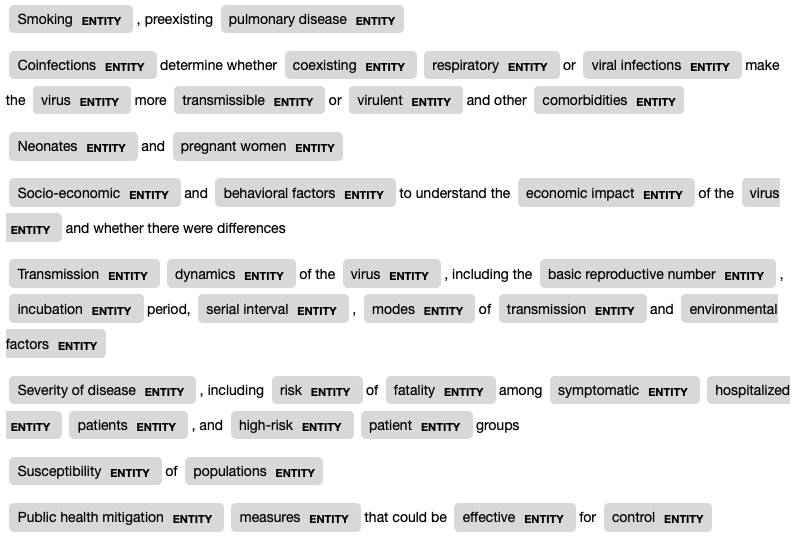 Smoking ENTITY , preexisting pulmonary disease ENTITY
Coinfections ENTITY determine whether coexisting ENTITY respiratory ENTITY or viral infections ENTITY make
the virus ENTITY more transmissible ENTITY or virulent ENTITY and other comorbidities ENTITY
Neonates ENTITY and pregnant women ENTITY
Socio-economic ENTITY and behavioral factors ENTITY to understand the economic impact ENTITY of the virus
ENTITY and whether there were differences
Transmission ENTITY dynamics ENTITY of the virus ENTITY , including the basic reproductive number ENTITY ,
incubation ENTITY period, serial interval ENTITY , modes ENTITY of transmission ENTITY and environmental
factors ENTITY
Severity of disease ENTITY , including risk ENTITY of fatality ENTITY among symptomatic ENTITY hospitalized
ENTITY patients ENTITY , and high-risk ENTITY patient ENTITY groups
Susceptibility ENTITY of populations ENTITY
Public health mitigation ENTITY measures ENTITY that could be effective ENTITY for control ENTITY